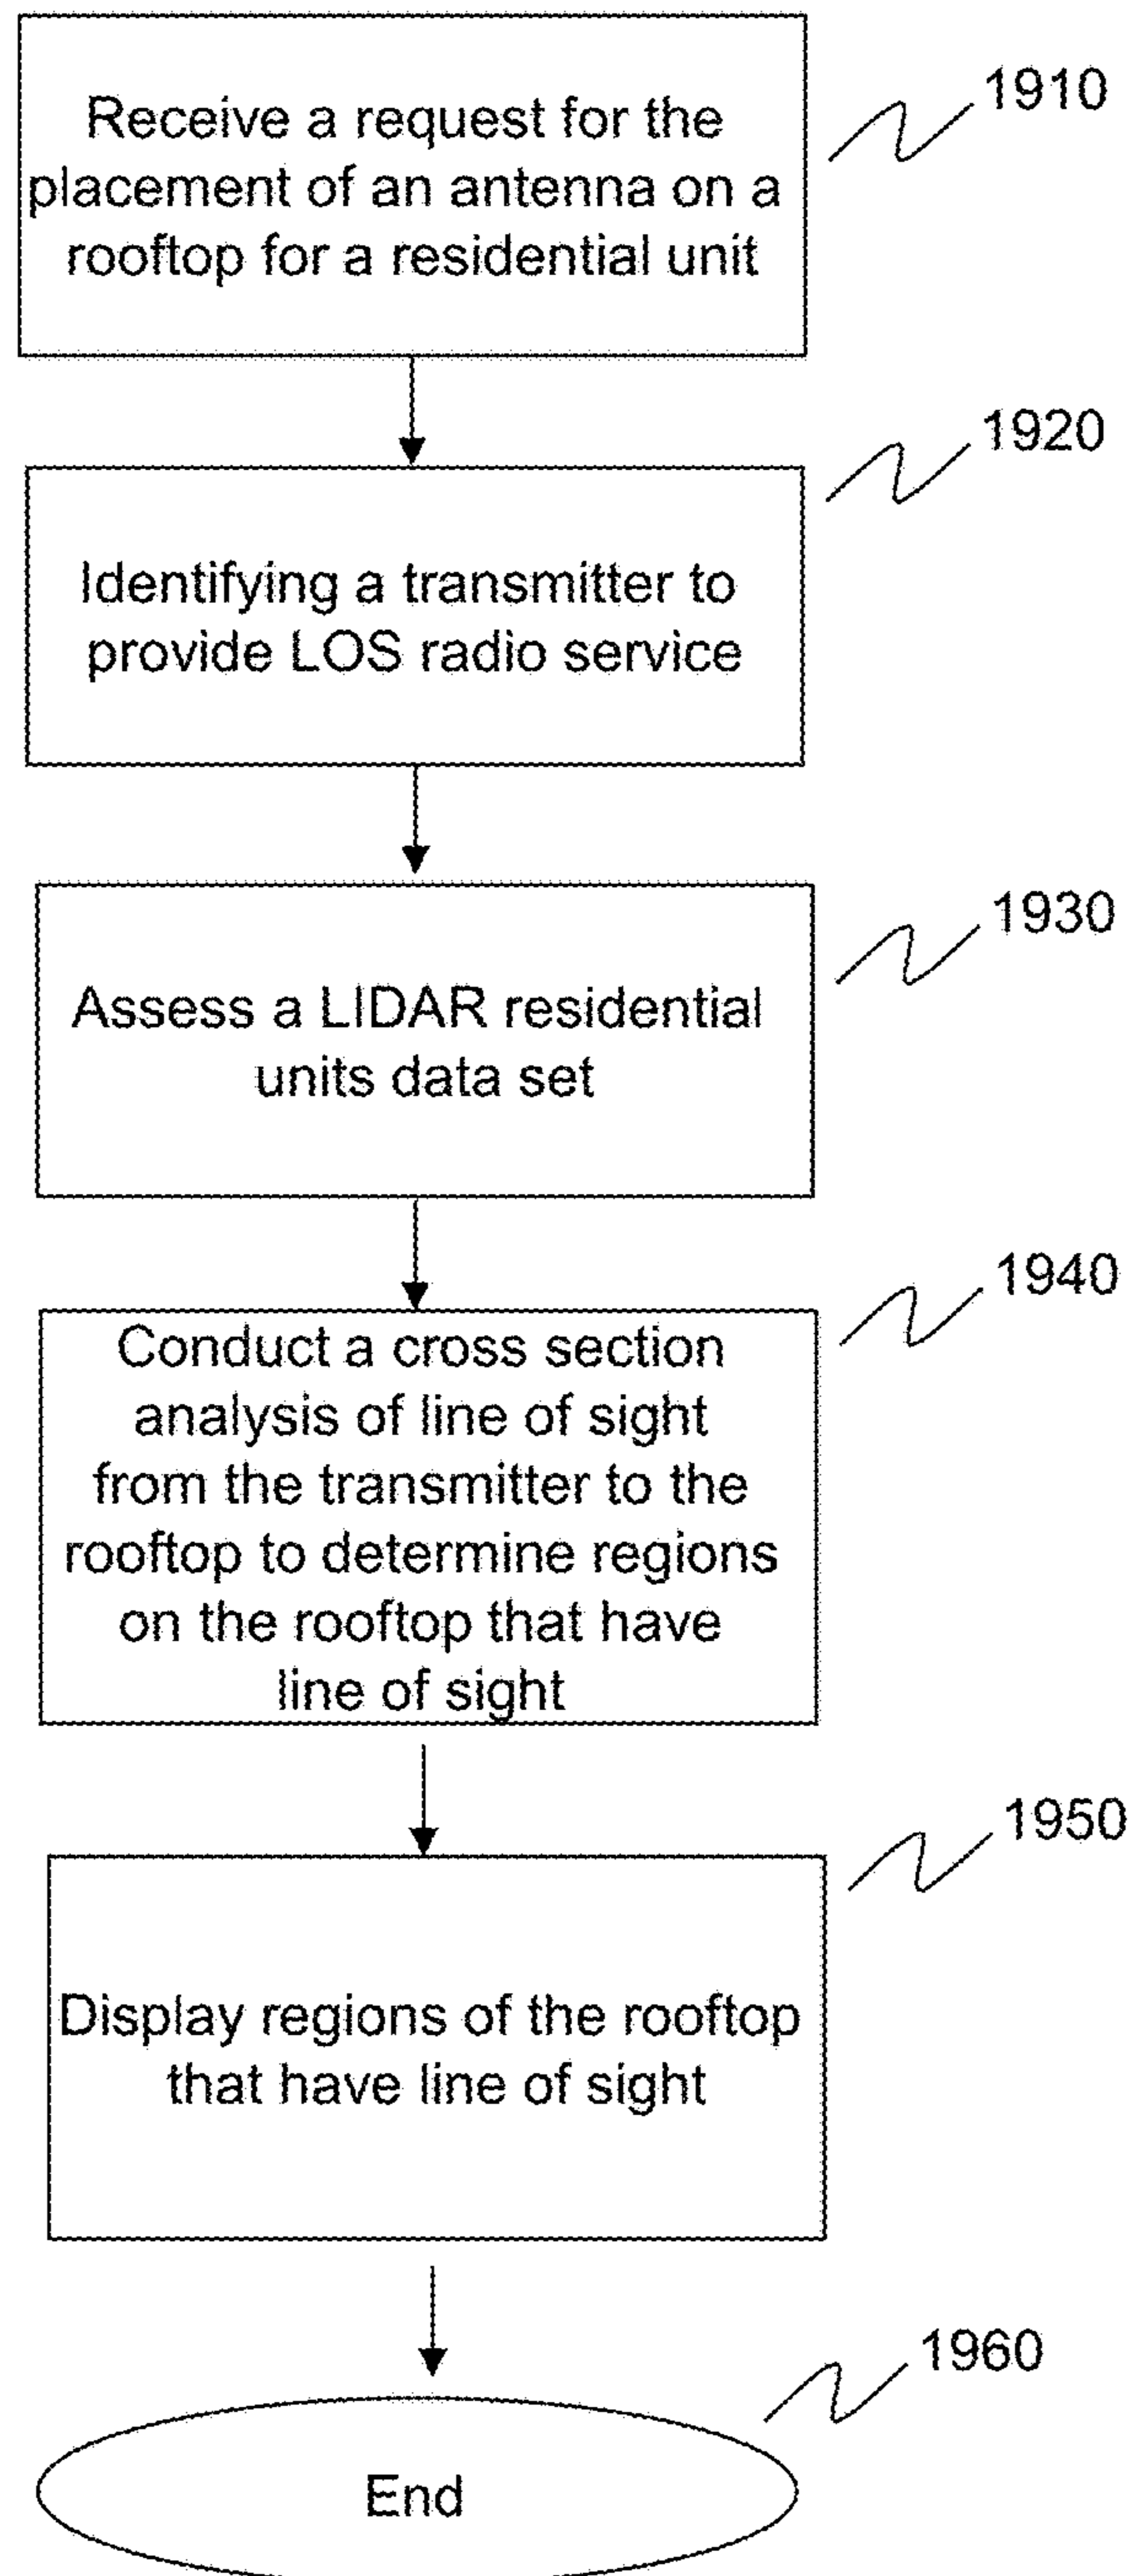 Receive a request for the
placement of an antenna on a
rooftop for a residential unit
1910
1920
Identifying a transmitter to
provide LOS radio service
1930
Assess a LIDAR residential
units data set
1940
Conduct a cross section
analysis of line of sight
from the transmitter to the
rooftop to determine regions
on the rooftop that have
line of sight
1950
Display regions of the rooftop
that have line of sight
1960
End